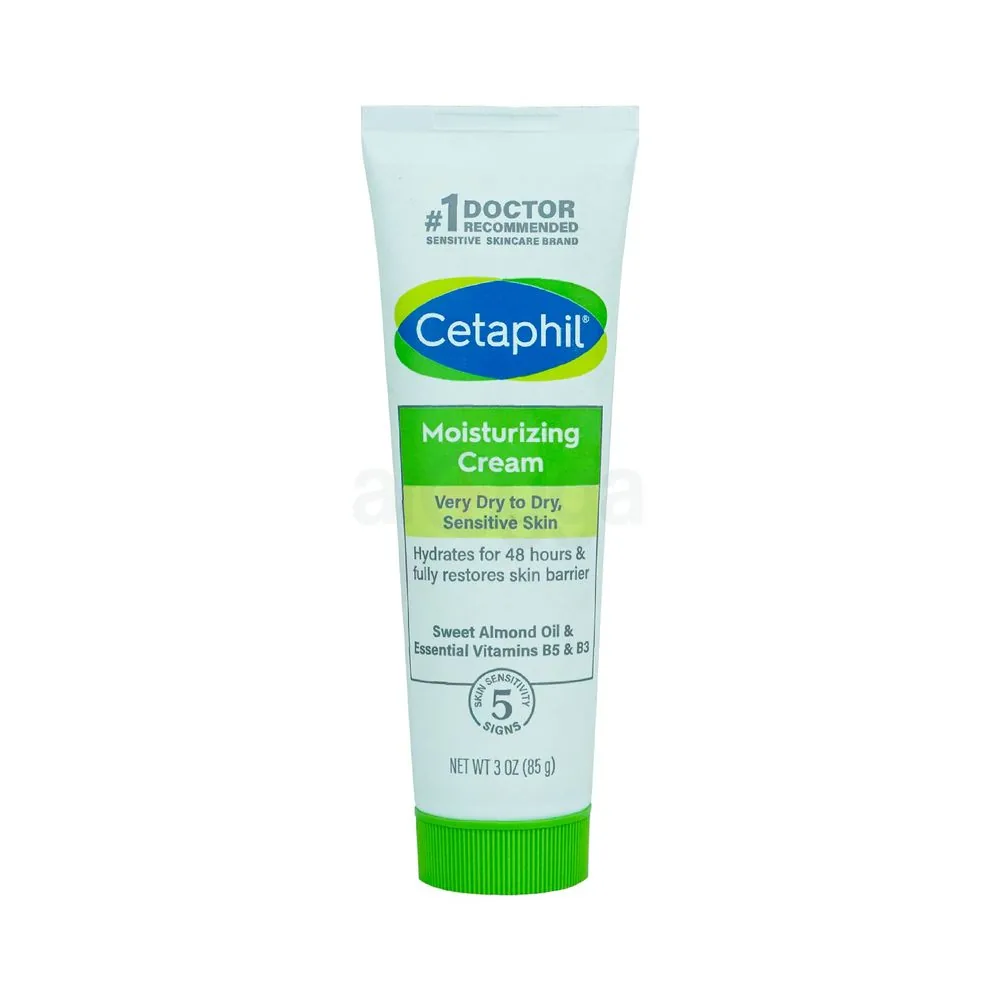 #1 DOCTOR
RECOMMENDED
SENSITIVE SKINCARE BRAND
Cetaphil®
Moisturizing
Cream
Very Dry to Dry,
Sensitive Skin
Hydrates for 48 hours &
fully restores skin barrier
Sweet Almond Oil &
Essential Vitamins B5 & B3
SKIN SENSITIVITY
5
SIGNS
NET WT 3 OZ (85 g)